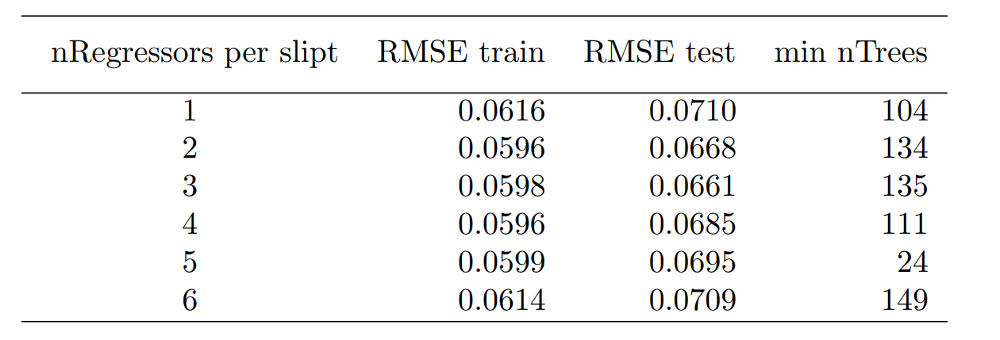 nRegressors per slipt RMSE train RMSE test min nTrees
1 0.0616 0.0710 104
2 0.0596 0.0668 134
3 0.0598 0.0661 135
4 0.0596 0.0685 111
5 0.0599 0.0695 24
6 0.0614 0.0709 149